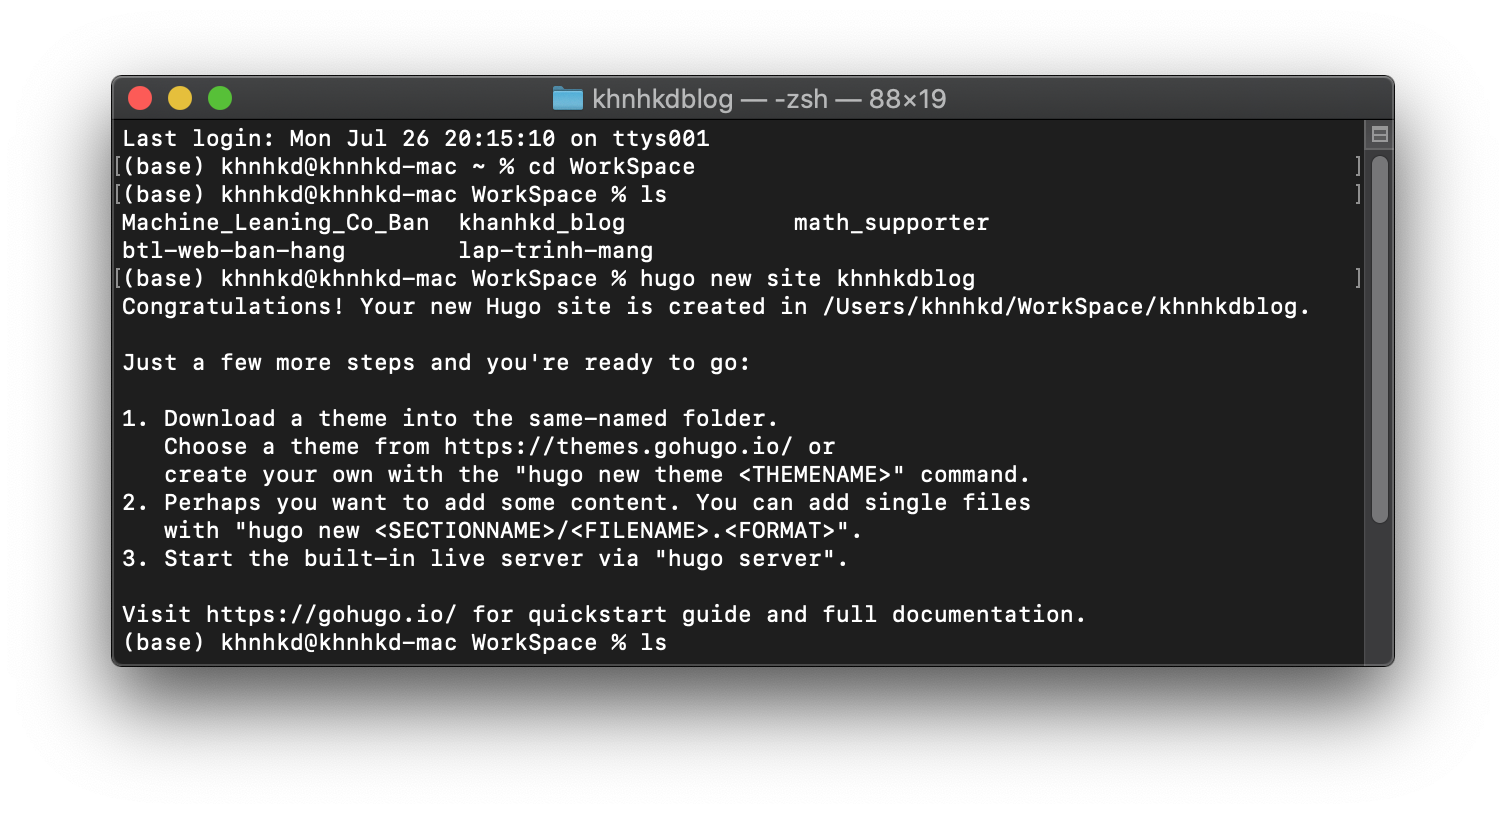 khnhkdblog — -zsh — 88×19
Last login: Mon Jul 26 20:15:10 on ttys001
[(base) khnhkd@khnhkd-mac ~ % cd WorkSpace ]
[(base) khnhkd@khnhkd-mac WorkSpace % ls ]
Machine_Leaning_Co_Ban  khanhkd_blog            math_supporter
btl-web-ban-hang        lap-trinh-mang
[(base) khnhkd@khnhkd-mac WorkSpace % hugo new site khnhkdblog ]
Congratulations! Your new Hugo site is created in /Users/khnhkd/WorkSpace/khnhkdblog.
Just a few more steps and you're ready to go:
1. Download a theme into the same-named folder.
   Choose a theme from https://themes.gohugo.io/ or
   create your own with the "hugo new theme <THEMENAME>" command.
2. Perhaps you want to add some content. You can add single files
   with "hugo new <SECTIONNAME>/<FILENAME>.<FORMAT>".
3. Start the built-in live server via "hugo server".
Visit https://gohugo.io/ for quickstart guide and full documentation.
(base) khnhkd@khnhkd-mac WorkSpace % ls